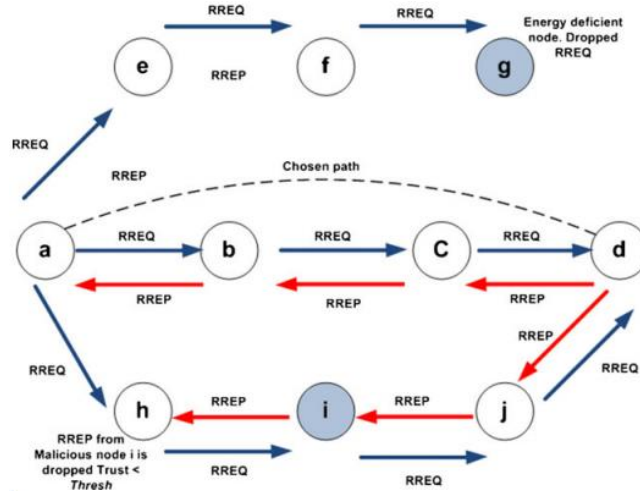 RREQ
RREQ
Energy deficient
node. Dropped
RREQ
e
RREP
f
g
RREQ
RREP
Chosen path
a
RREQ
b
RREQ
C
RREQ
d
RREP
RREP
RREP
RREP
RREQ
RREQ
h
RREP
i
RREP
j
RREP from
Malicious node i is
dropped Trust <
Thresh
RREQ
RREQ